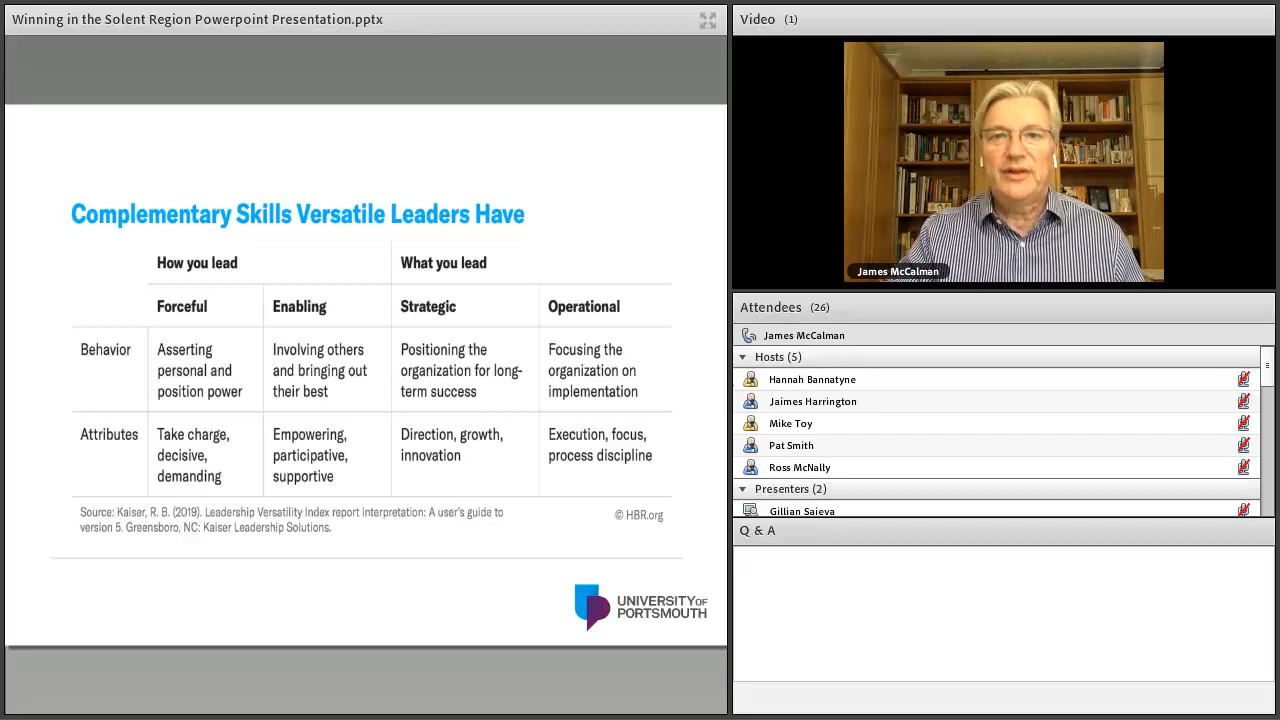 Winning in the Solent Region Powerpoint Presentation.pptx
Complementary Skills Versatile Leaders Have
How you lead
What you lead
Forceful
Enabling
Strategic
Operational
Behavior
Asserting
personal and
position power
Involving others
and bringing out
their best
Positioning the
organization for long-
term success
Focusing the
organization on
implementation
Attributes
Take charge,
decisive,
demanding
Empowering,
participative,
supportive
Direction, growth,
innovation
Execution, focus,
process discipline
Source: Kaiser, R. B. (2019). Leadership Versatility Index report interpretation: A user's guide to
version 5. Greensboro, NC: Kaiser Leadership Solutions.
© HBR.org
UNIVERSITY OF
PORTSMOUTH
Video (1)
James McCalman
Attendees (26)
James McCalman
Hosts (5)
Hannah Bannatyne
Jaimes Harrington
Mike Toy
Pat Smith
Ross McNally
Presenters (2)
Gillian Saieva
Q & A